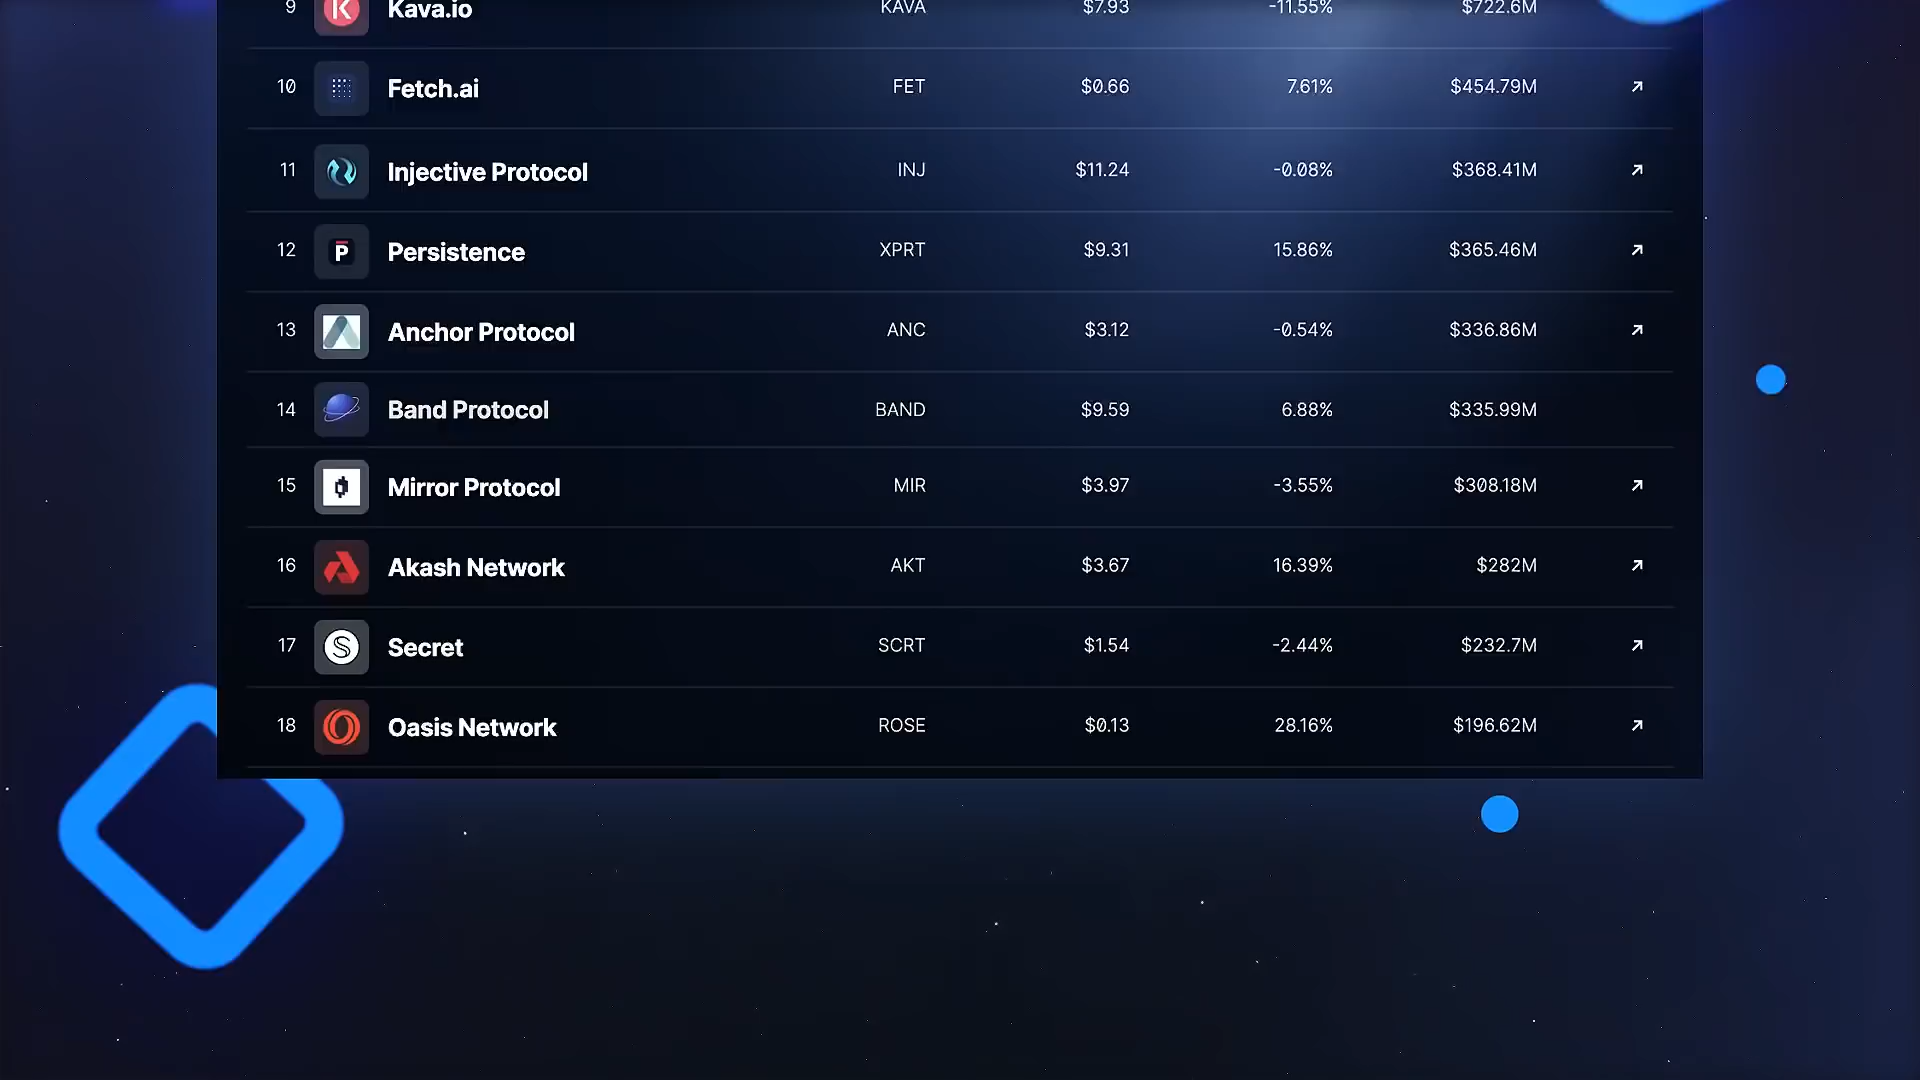 9 Kava.io KAVA $7.93 -11.55% $722.6M
10 Fetch.ai FET $0.66 7.61% $454.79M
11 Injective Protocol INJ $11.24 -0.08% $368.41M
12 Persistence XPRT $9.31 15.86% $365.46M
13 Anchor Protocol ANC $3.12 -0.54% $336.86M
14 Band Protocol BAND $9.59 6.88% $335.99M
15 Mirror Protocol MIR $3.97 -3.55% $308.18M
16 Akash Network AKT $3.67 16.39% $282M
17 Secret SCRT $1.54 -2.44% $232.7M
18 Oasis Network ROSE $0.13 28.16% $196.62M